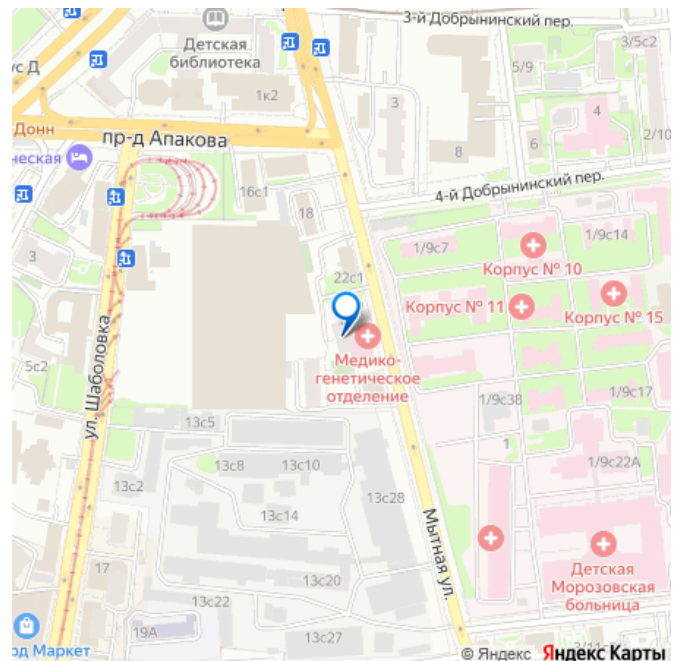 3-й Добрынинский пер.
Детская
библиотека
3/5с2
ус Д
5/9
1к2
3
4
Донн
пр-д Апакова
6
2/10
8
ническая
16с1
4-й Добрынинский пер.
18
1/9с7
1/9с14
3
22с1
Корпус № 10
Корпус № 11
Корпус № 15
Медико-
генетическое
отделение
5с2
ул. Шаболовка
1/9с38
1/9с17
13с5
1
13с8
13с10
1/9с22А
13с2
13с28
13с14
Мытная ул.
Детская
Морозовская
больница
17
13с20
13с22
19А
13с27
рд Маркет
© Яндекс Яндекс Карты